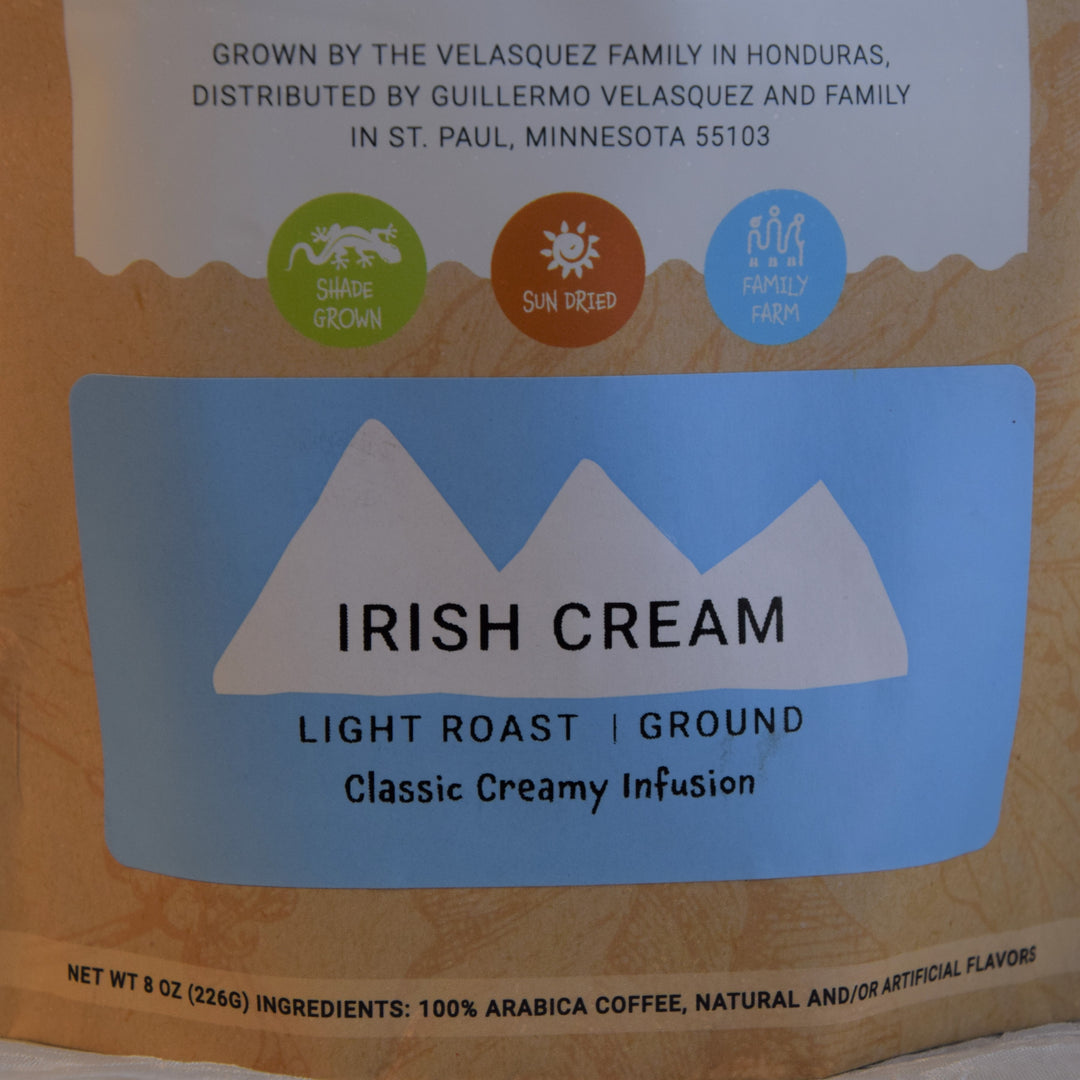 GROWN BY THE VELASQUEZ FAMILY IN HONDURAS,
DISTRIBUTED BY GUILLERMO VELASQUEZ AND FAMILY
IN ST. PAUL, MINNESOTA 55103
SHADE
GROWN
SUN DRIED
FAMILY
FARM
IRISH CREAM
LIGHT ROAST | GROUND
Classic Creamy Infusion
NET WT 8 OZ (226G) INGREDIENTS: 100% ARABICA COFFEE, NATURAL AND/OR ARTIFICIAL FLAVORS